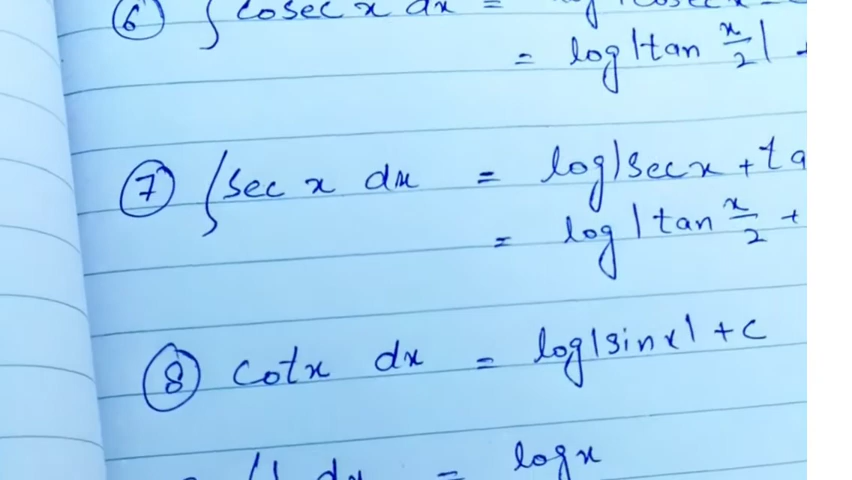 ⑥ ∫ cosec x dx =
= log |tan x/2| +
⑦ ∫ sec x dx = log |sec x + ta
= log | tan x/2 +
⑧ cot x dx = log |sin x| + c
dx = log x